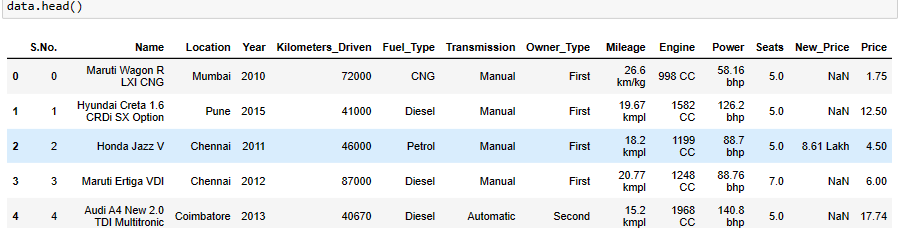 data.head()
S.No. Name Location Year Kilometers_Driven Fuel_Type Transmission Owner_Type Mileage Engine Power Seats New_Price Price
0 0 Maruti Wagon R LXI CNG Mumbai 2010 72000 CNG Manual First 26.6 km/kg 998 CC 58.16 bhp 5.0 NaN 1.75
1 1 Hyundai Creta 1.6 CRDi SX Option Pune 2015 41000 Diesel Manual First 19.67 kmpl 1582 CC 126.2 bhp 5.0 NaN 12.50
2 2 Honda Jazz V Chennai 2011 46000 Petrol Manual First 18.2 kmpl 1199 CC 88.7 bhp 5.0 8.61 Lakh 4.50
3 3 Maruti Ertiga VDI Chennai 2012 87000 Diesel Manual First 20.77 kmpl 1248 CC 88.76 bhp 7.0 NaN 6.00
4 4 Audi A4 New 2.0 TDI Multitronic Coimbatore 2013 40670 Diesel Automatic Second 15.2 kmpl 1968 CC 140.8 bhp 5.0 NaN 17.74